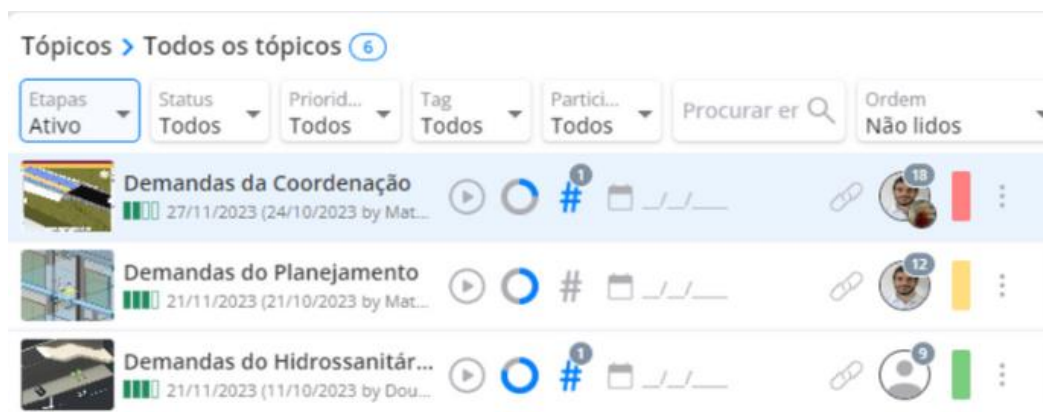 Tópicos > Todos os tópicos 6
Etapas Status Priorid... Tag Partici... Ordem
Ativo Todos Todos Todos Todos Procurar er Não lidos
Demandas da Coordenação
27/11/2023 (24/10/2023 by Mat...
# 1 _/_/__ 18
Demandas do Planejamento
21/11/2023 (21/10/2023 by Mat...
# _/_/__ 12
Demandas do Hidrossanitár...
21/11/2023 (11/10/2023 by Dou...
# 1 _/_/__ 9